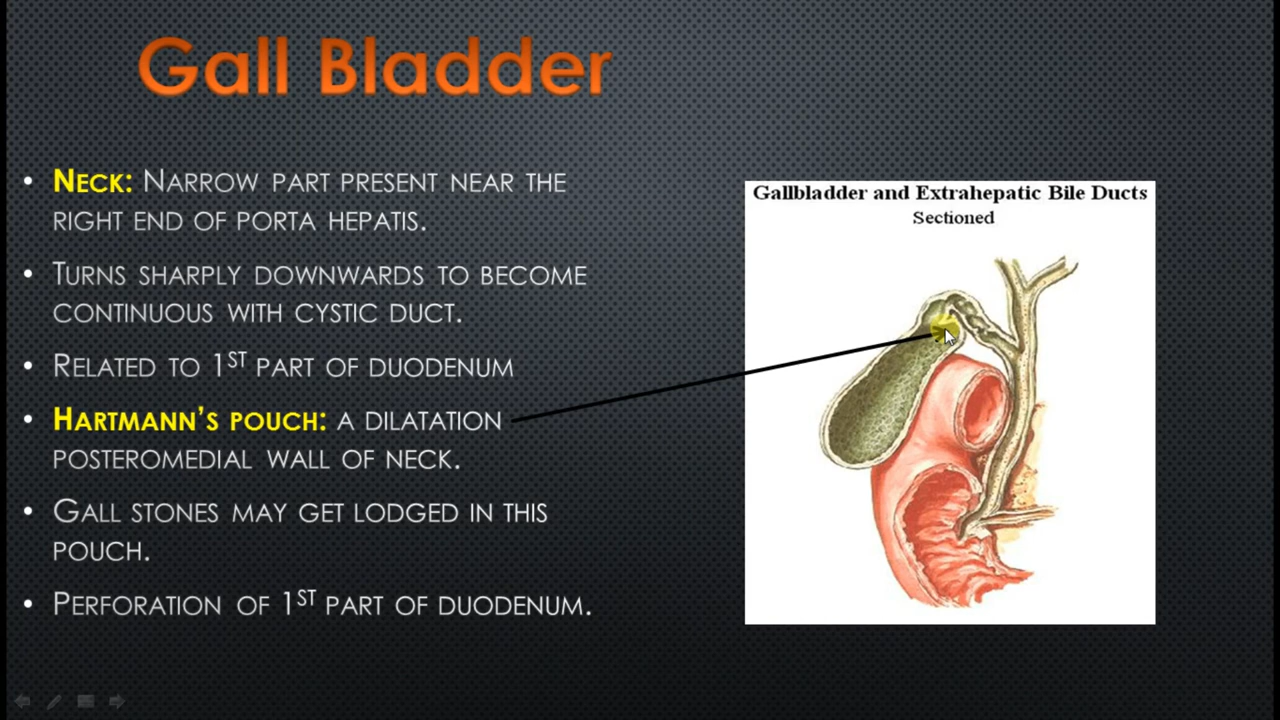 Gall Bladder
• NECK: NARROW PART PRESENT NEAR THE
RIGHT END OF PORTA HEPATIS.
• TURNS SHARPLY DOWNWARDS TO BECOME
CONTINUOUS WITH CYSTIC DUCT.
• RELATED TO 1ST PART OF DUODENUM
• HARTMANN'S POUCH: A DILATATION
POSTEROMEDIAL WALL OF NECK.
• GALL STONES MAY GET LODGED IN THIS
POUCH.
• PERFORATION OF 1ST PART OF DUODENUM.
Gallbladder and Extrahepatic Bile Ducts
Sectioned